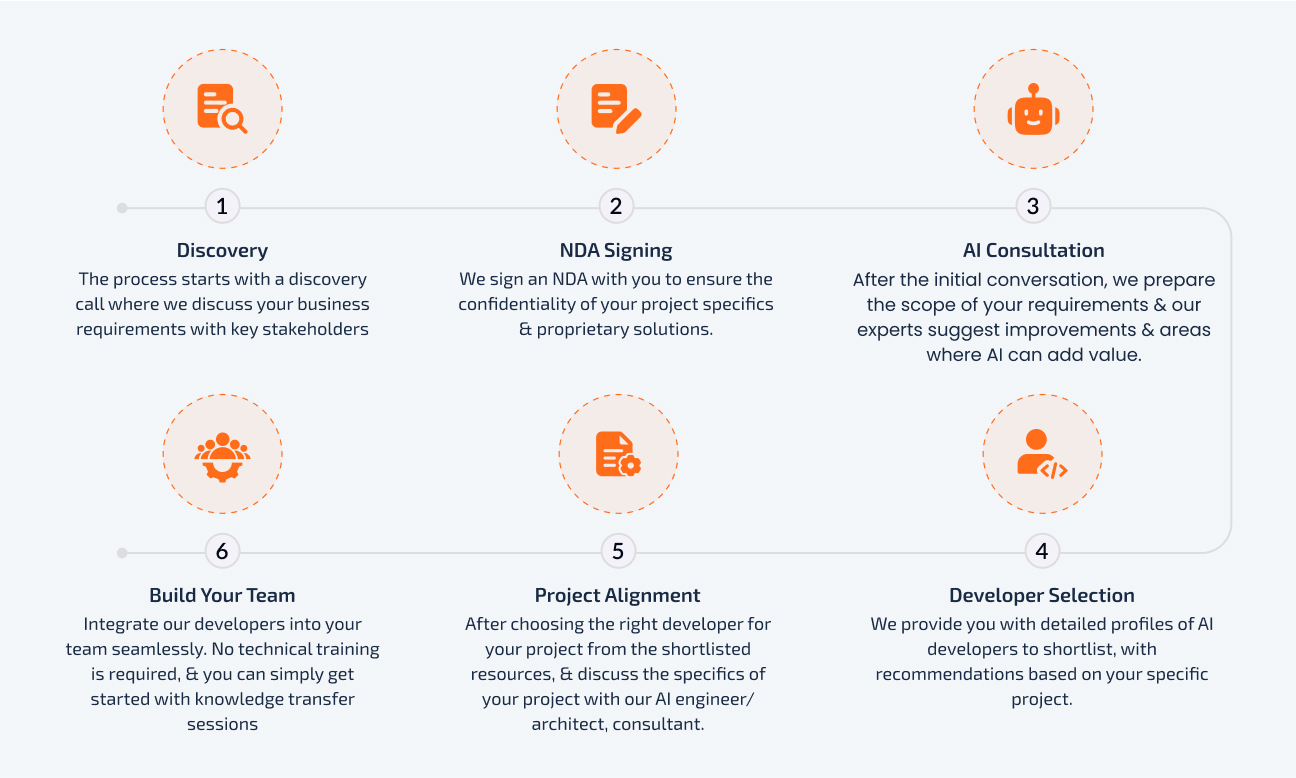 1
Discovery
The process starts with a discovery
call where we discuss your business
requirements with key stakeholders
2
NDA Signing
We sign an NDA with you to ensure the
confidentiality of your project specifics
& proprietary solutions.
3
AI Consultation
After the initial conversation, we prepare
the scope of your requirements & our
experts suggest improvements & areas
where AI can add value.
4
Developer Selection
We provide you with detailed profiles of AI
developers to shortlist, with
recommendations based on your specific
project.
5
Project Alignment
After choosing the right developer for
your project from the shortlisted
resources, & discuss the specifics of
your project with our AI engineer/
architect, consultant.
6
Build Your Team
Integrate our developers into your
team seamlessly. No technical training
is required, & you can simply get
started with knowledge transfer
sessions